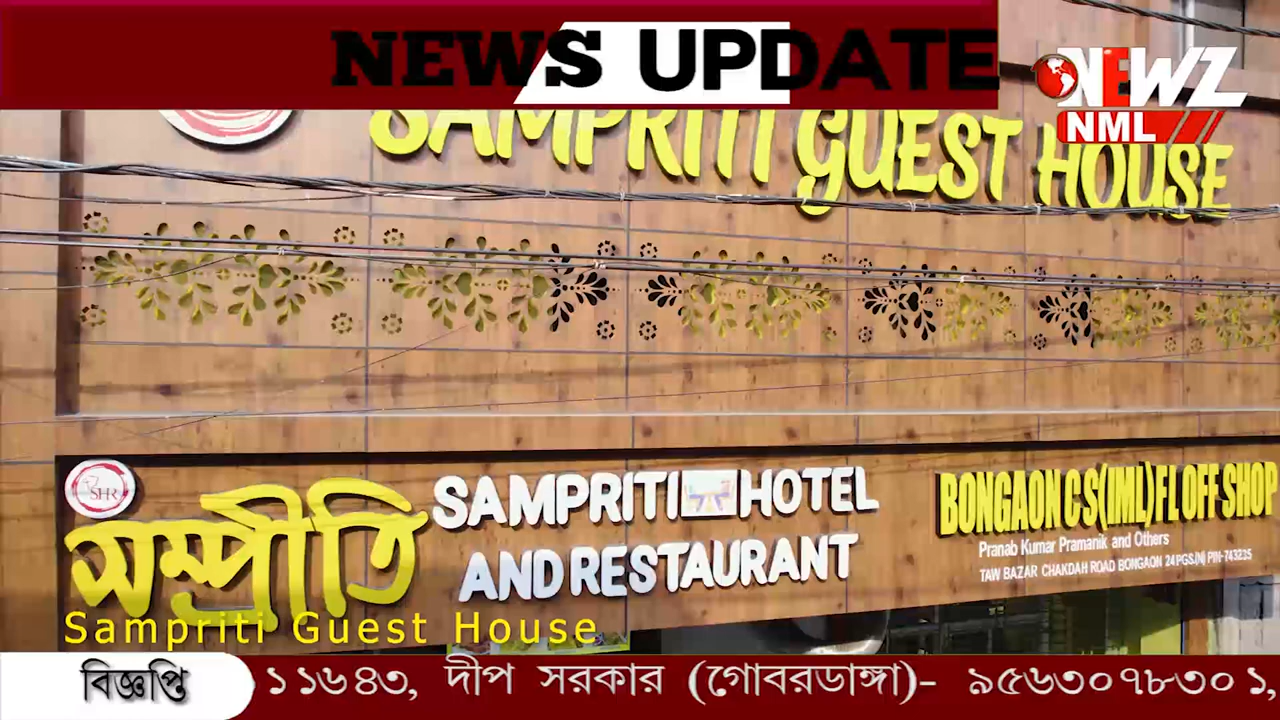 NEWS UPDATE
NEWZ
NML
SAMPRITI GUEST HOUSE
SHR
সম্প্রীতি
SAMPRITI HOTEL
AND RESTAURANT
BONGAON CS(IML)FL OFF SHOP
Pranab Kumar Pramanik and Others
TAW BAZAR CHAKDAH ROAD BONGAON 24PGS.(N) PIN-743235
Sampriti Guest House
বিজ্ঞপ্তি
১১৬৪৩, দীপ সরকার (গোবরডাঙ্গা)- ৯৫৬৩০৭৮৩০১,